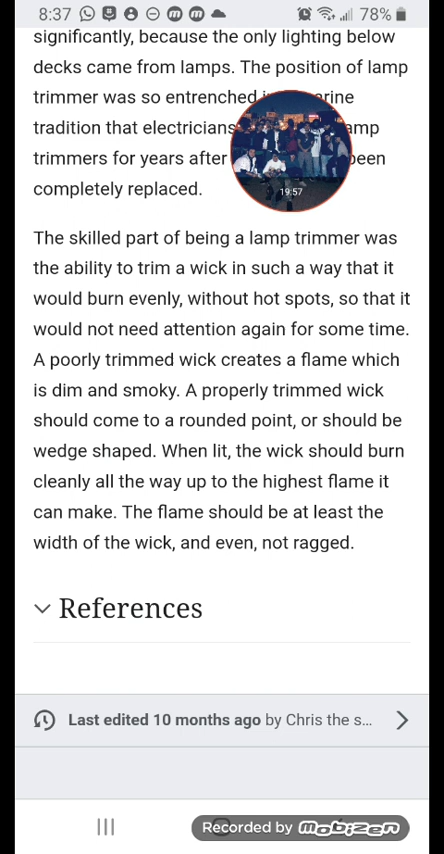 8:37 78%
significantly, because the only lighting below
decks came from lamps. The position of lamp
trimmer was so entrenched
tradition that electricians
trimmers for years after
19:57
completely replaced.
The skilled part of being a lamp trimmer was
the ability to trim a wick in such a way that it
would burn evenly, without hot spots, so that it
would not need attention again for some time.
A poorly trimmed wick creates a flame which
is dim and smoky. A properly trimmed wick
should come to a rounded point, or should be
wedge shaped. When lit, the wick should burn
cleanly all the way up to the highest flame it
can make. The flame should be at least the
width of the wick, and even, not ragged.
References
Last edited 10 months ago by Chris the s...
Recorded by mobizen